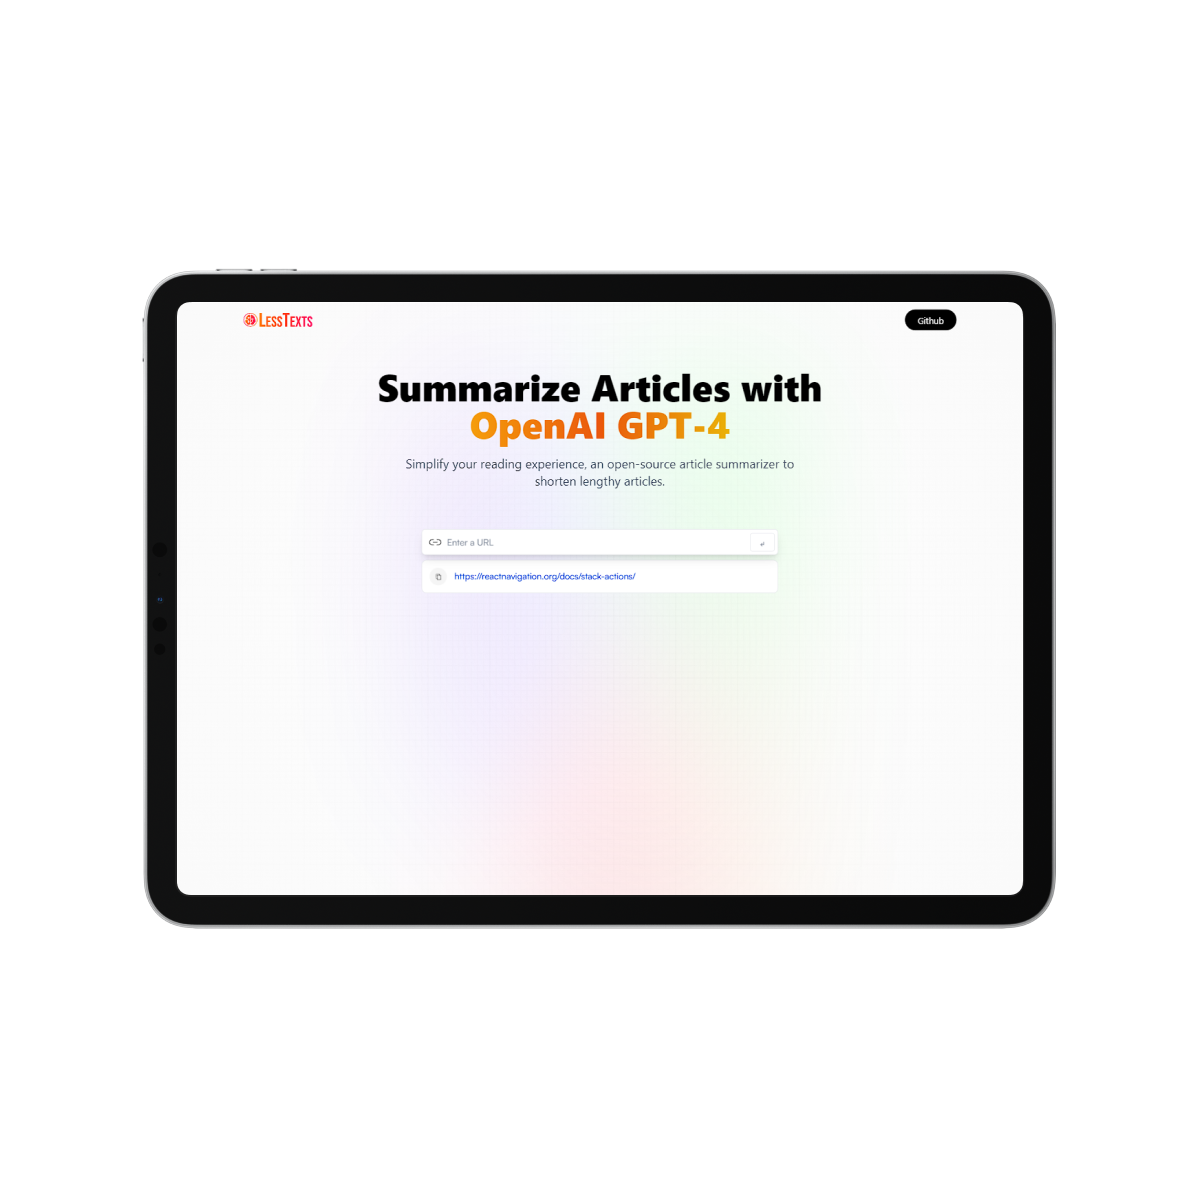 LESSTEXTS
Github
Summarize Articles with
OpenAI GPT-4
Simplify your reading experience, an open-source article summarizer to
shorten lengthy articles.
Enter a URL
https://reactnavigation.org/docs/stack-actions/